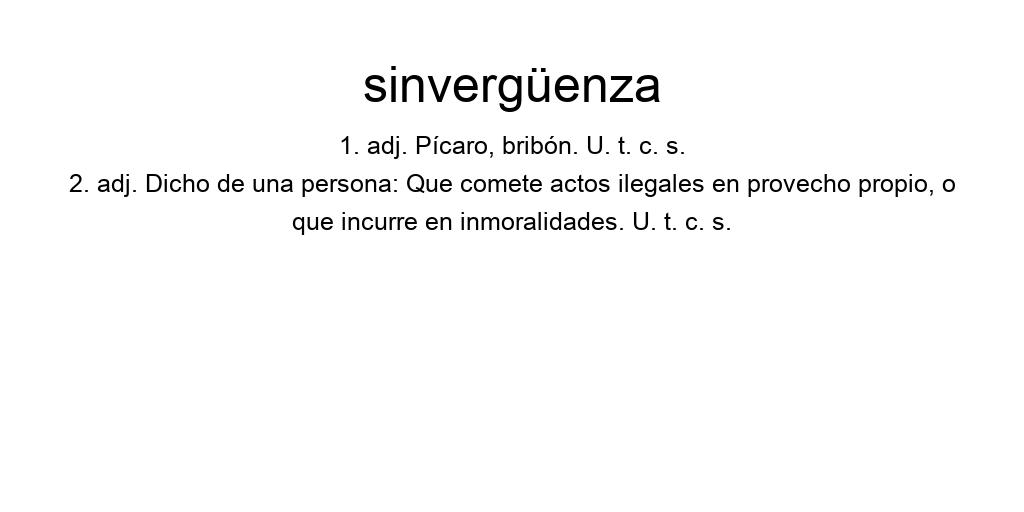 sinvergüenza
1. adj. Pícaro, bribón. U. t. c. s.
2. adj. Dicho de una persona: Que comete actos ilegales en provecho propio, o
que incurre en inmoralidades. U. t. c. s.